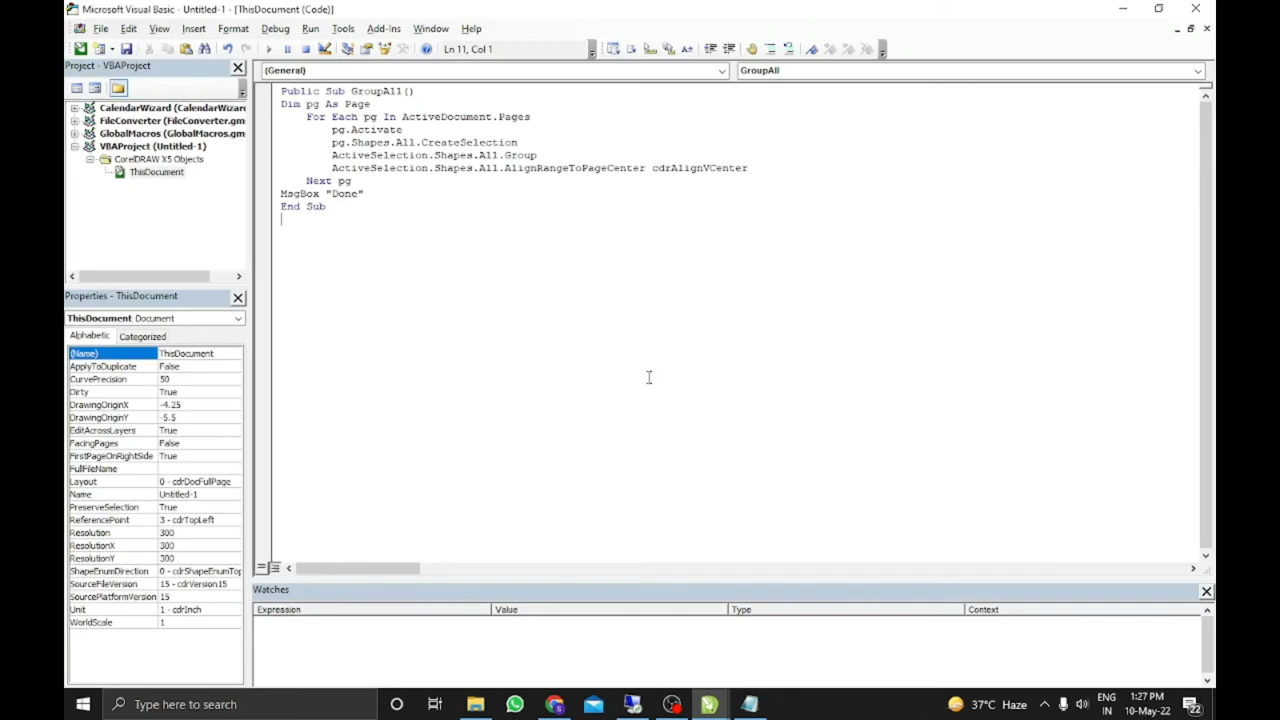 Microsoft Visual Basic - Untitled-1 - [ThisDocument (Code)]
File Edit View Insert Format Debug Run Tools Add-Ins Window Help
Ln 11, Col 1
Project - VBAProject
(General)
GroupAll
CalendarWizard (CalendarWizard
FileConverter (FileConverter.gm
GlobalMacros (GlobalMacros.gm
VBAProject (Untitled-1)
CorelDRAW X5 Objects
ThisDocument
Public Sub GroupAll()
Dim pg As Page
For Each pg In ActiveDocument.Pages
pg.Activate
pg.Shapes.All.CreateSelection
ActiveSelection.Shapes.All.Group
ActiveSelection.Shapes.All.AlignRangeToPageCenter cdrAlignVCenter
Next pg
MsgBox "Done"
End Sub
Properties - ThisDocument
ThisDocument Document
Alphabetic Categorized
(Name) ThisDocument
ApplyToDuplicate False
CurvePrecision 50
Dirty True
DrawingOriginX -4.25
DrawingOriginY -5.5
EditAcrossLayers True
FacingPages False
FirstPageOnRightSide True
FullFileName
Layout 0 - cdrDocFullPage
Name Untitled-1
PreserveSelection True
ReferencePoint 3 - cdrTopLeft
Resolution 300
ResolutionX 300
ResolutionY 300
ShapeEnumDirection 0 - cdrShapeEnumTop
SourceFileVersion 15 - cdrVersion15
SourcePlatformVersion 15
Unit 1 - cdrInch
WorldScale 1
Watches
Expression Value Type Context
Type here to search
37°C Haze
ENG
IN
1:27 PM
10-May-22
22